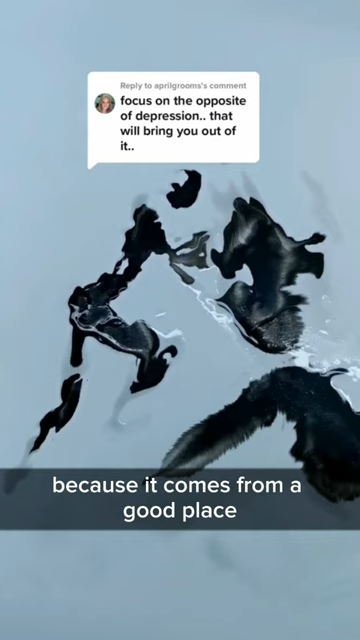 Reply to aprilgrooms's comment
focus on the opposite
of depression.. that
will bring you out of
it..
because it comes from a
good place